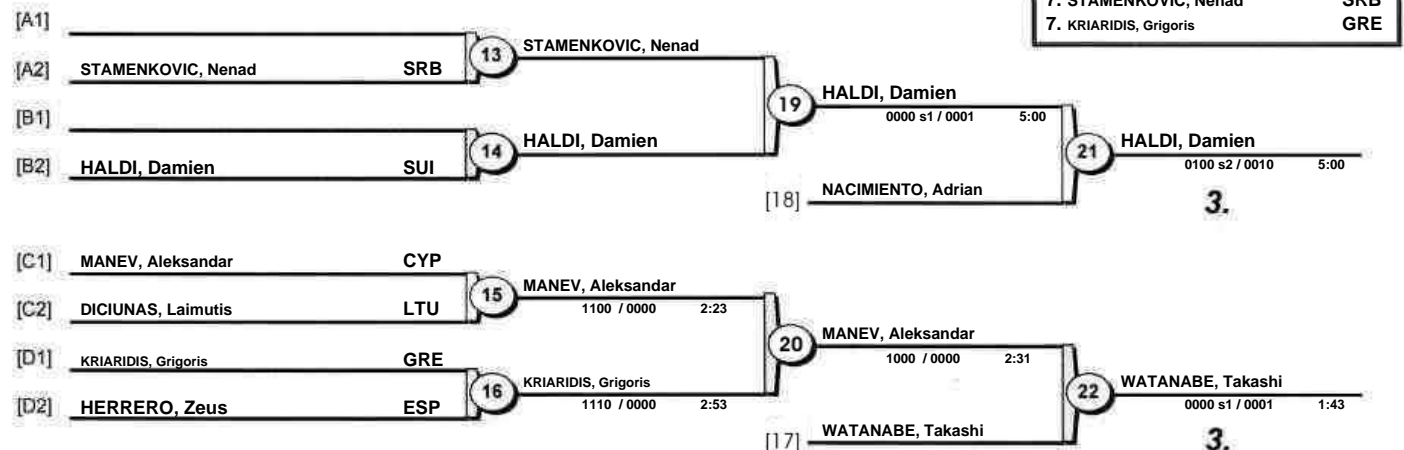 7. STAMENKOVIC, Nenad SRB
7. KRIARIDIS, Grigoris GRE
[A1]
[A2] STAMENKOVIC, Nenad SRB
13 STAMENKOVIC, Nenad
[B1]
[B2] HALDI, Damien SUI
14 HALDI, Damien
19 HALDI, Damien
0000 s1 / 0001 5:00
[18] NACIMIENTO, Adrian
21 HALDI, Damien
0100 s2 / 0010 5:00
3.
[C1] MANEV, Aleksandar CYP
[C2] DICIUNAS, Laimutis LTU
15 MANEV, Aleksandar
1100 / 0000 2:23
[D1] KRIARIDIS, Grigoris GRE
[D2] HERRERO, Zeus ESP
16 KRIARIDIS, Grigoris
1110 / 0000 2:53
20 MANEV, Aleksandar
1000 / 0000 2:31
[17] WATANABE, Takashi
22 WATANABE, Takashi
0000 s1 / 0001 1:43
3.